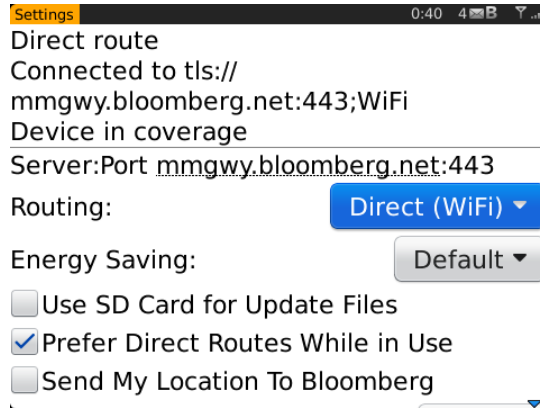 Settings 0:40 4 B
Direct route
Connected to tls://
mmgwy.bloomberg.net:443;WiFi
Device in coverage
Server:Port mmgwy.bloomberg.net:443
Routing: Direct (WiFi)
Energy Saving: Default
Use SD Card for Update Files
Prefer Direct Routes While in Use
Send My Location To Bloomberg